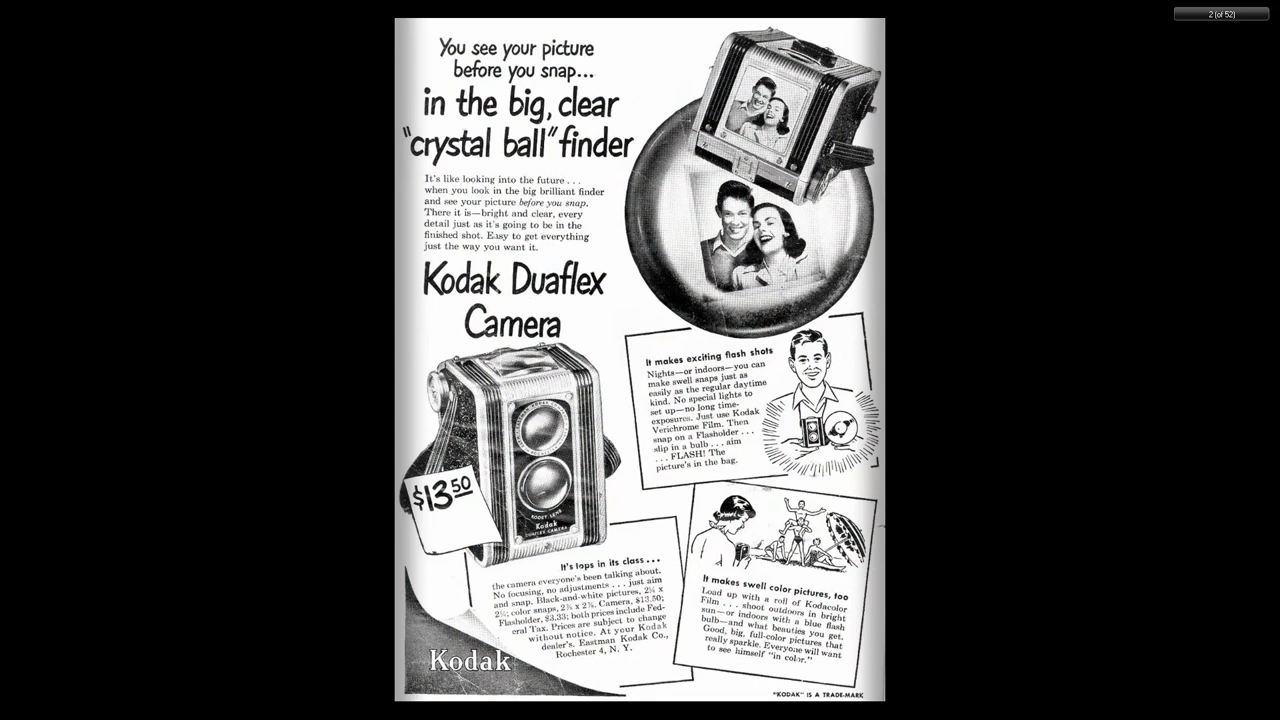 2 (of 52)
You see your picture
before you snap...
in the big, clear
"crystal ball" finder
It's like looking into the future . . .
when you look in the big brilliant finder
and see your picture before you snap.
There it is—bright and clear, every
detail just as it's going to be in the
finished shot. Easy to get everything
just the way you want it.
Kodak Duaflex
Camera
It makes exciting flash shots
Nights—or indoors—you can
make swell snaps just as
easily as the regular daytime
kind. No special lights to
set up—no long time-
exposures. Just use Kodak
Verichrome Film. Then
snap on a Flasholder . . .
slip in a bulb . . . aim
. . . FLASH! The
picture's in the bag.
$13.50
KODET LENS
Kodak
DUAFLEX CAMERA
It's tops in its class . . .
the camera everyone's been talking about.
No focusing, no adjustments . . . just aim
and snap. Black-and-white pictures, 2¼ x
2¼; color snaps, 2⅞ x 2⅞. Camera, $13.50;
Flasholder, $3.33; both prices include Fed-
eral Tax. Prices are subject to change
without notice. At your Kodak
dealer's. Eastman Kodak Co.,
Rochester 4, N. Y.
It makes swell color pictures, too
Load up with a roll of Kodacolor
Film . . . shoot outdoors in bright
sun—or indoors with a blue flash
bulb—and what beauties you get.
Good, big, full-color pictures that
really sparkle. Everyone will want
to see himself "in color."
Kodak
"KODAK" IS A TRADE-MARK